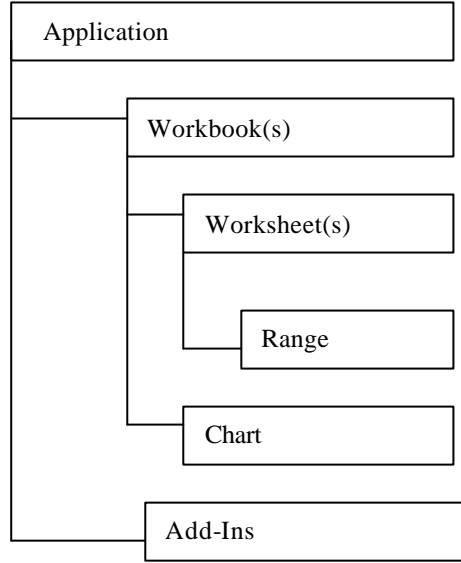 Application
Workbook(s)
Worksheet(s)
Range
Chart
Add-Ins